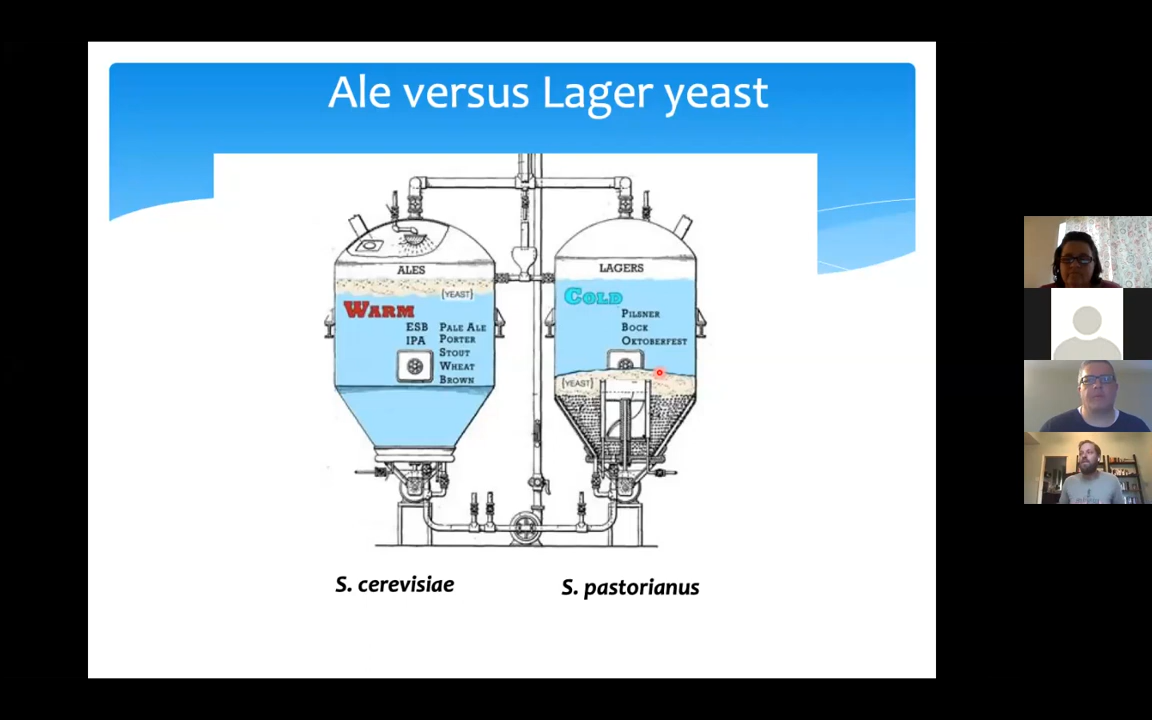 Ale versus Lager yeast
ALES
{YEAST}
WARM
ESB
IPA
PALE ALE
PORTER
STOUT
WHEAT
BROWN
LAGERS
COLD
PILSNER
BOCK
OKTOBERFEST
{YEAST}
S. cerevisiae
S. pastorianus